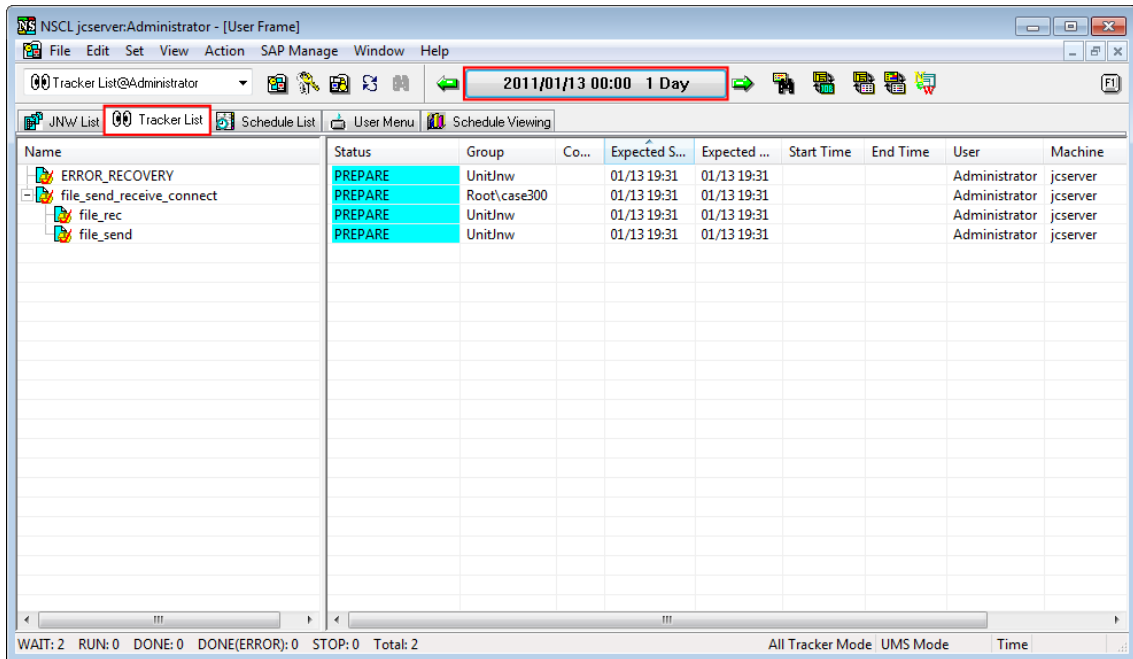 NSCL jcserver:Administrator - [User Frame]
File Edit Set View Action SAP Manage Window Help
Tracker List@Administrator 2011/01/13 00:00 1 Day F1
JNW List Tracker List Schedule List User Menu Schedule Viewing
Name Status Group Co... Expected S... Expected ... Start Time End Time User Machine
ERROR_RECOVERY PREPARE UnitJnw 01/13 19:31 01/13 19:31 Administrator jcserver
file_send_receive_connect PREPARE Root\case300 01/13 19:31 01/13 19:31 Administrator jcserver
file_rec PREPARE UnitJnw 01/13 19:31 01/13 19:31 Administrator jcserver
file_send PREPARE UnitJnw 01/13 19:31 01/13 19:31 Administrator jcserver
WAIT: 2 RUN: 0 DONE: 0 DONE(ERROR): 0 STOP: 0 Total: 2 All Tracker Mode UMS Mode Time